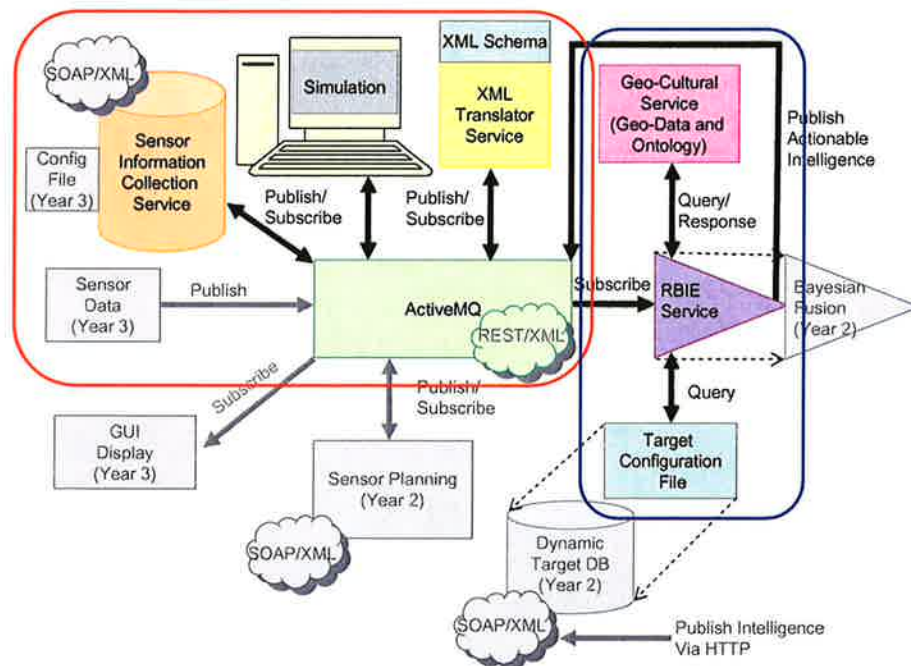 SOAP/XML
Sensor
Information
Collection
Service
Config
File
(Year 3)
Simulation
XML Schema
XML
Translator
Service
Geo-Cultural
Service
(Geo-Data and
Ontology)
Publish
Actionable
Intelligence
Publish/
Subscribe
Publish/
Subscribe
Query/
Response
Sensor
Data
(Year 3)
Publish
ActiveMQ
REST/XML
Subscribe
RBIE
Service
Bayesian
Fusion
(Year 2)
Subscribe
Publish/
Subscribe
Query
GUI
Display
(Year 3)
Sensor Planning
(Year 2)
SOAP/XML
Target
Configuration
File
Dynamic
Target DB
(Year 2)
SOAP/XML
Publish Intelligence
Via HTTP